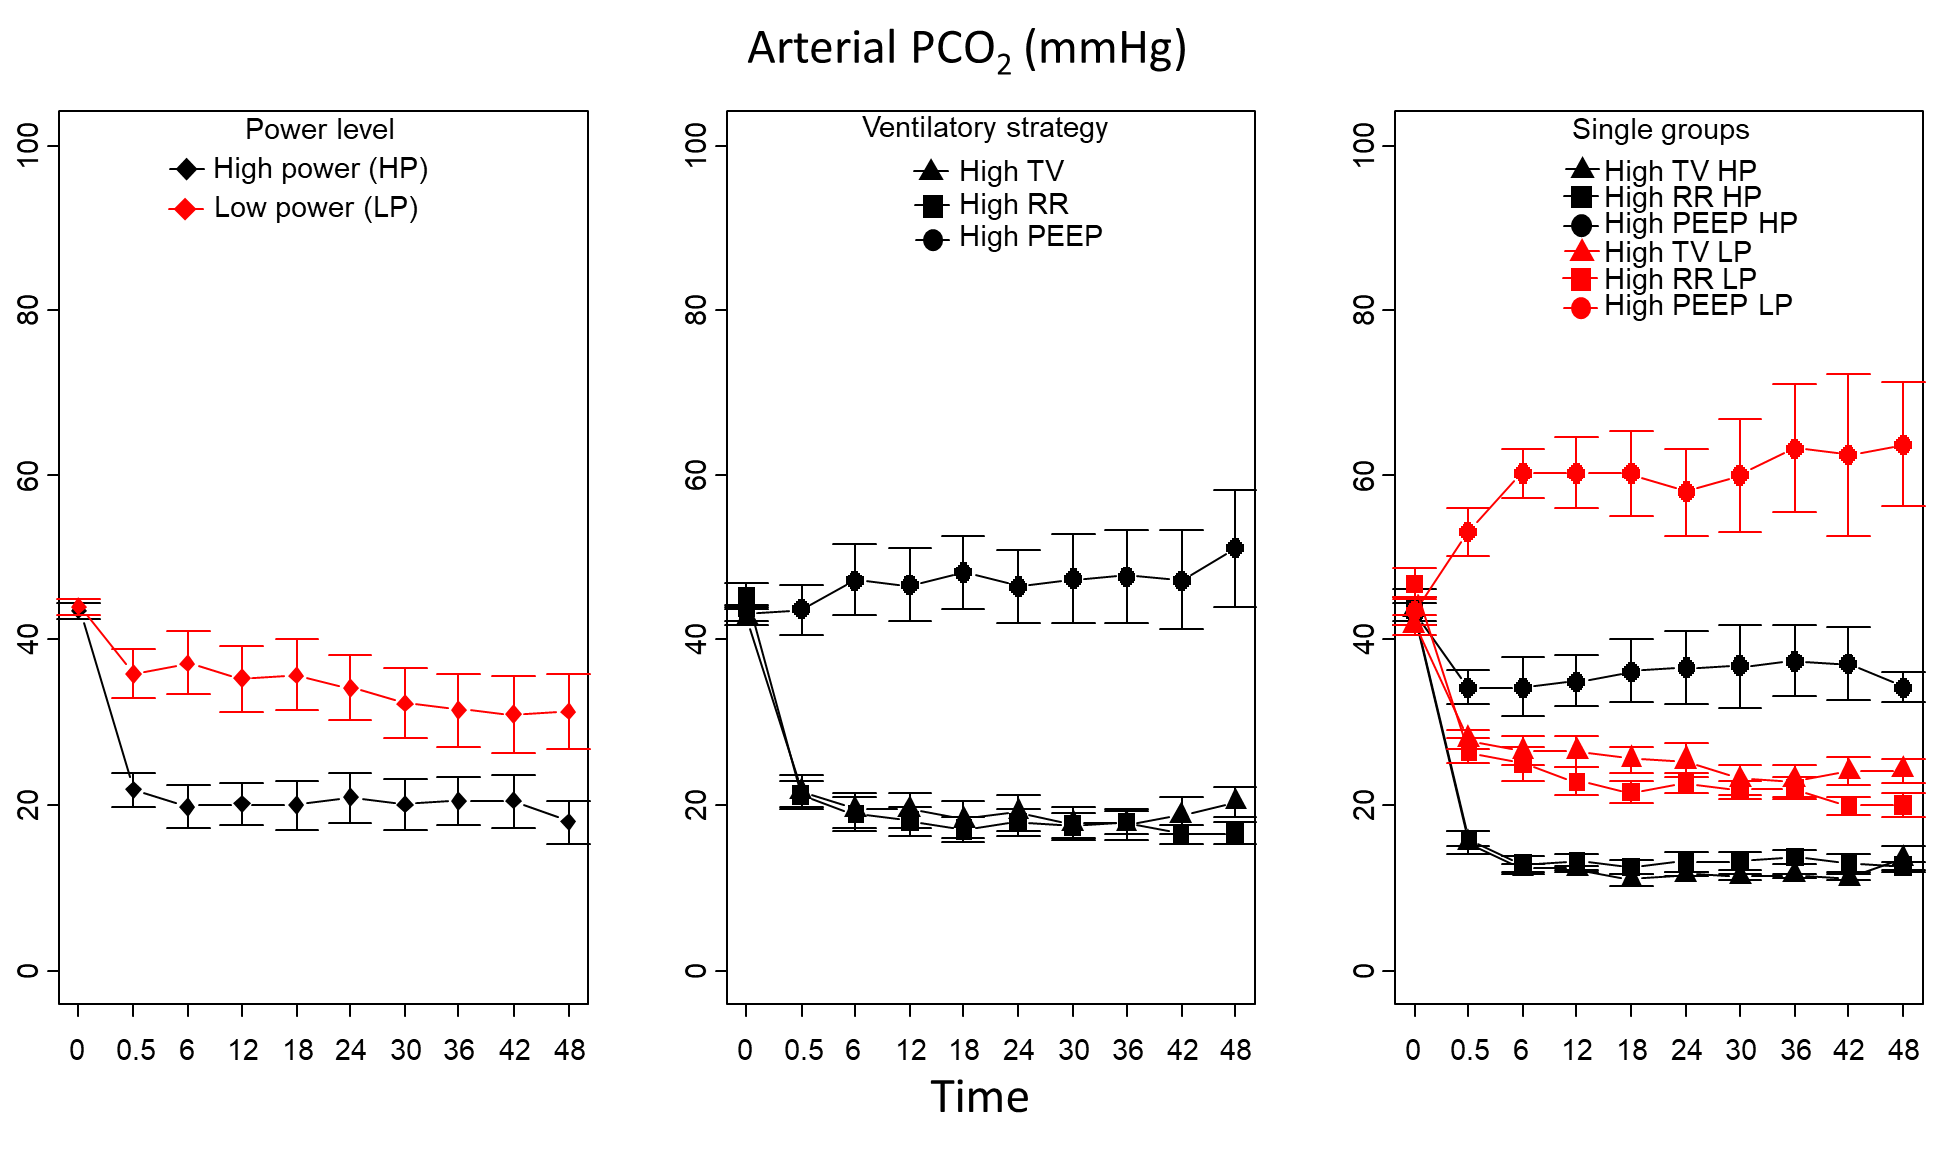 Arterial PCO₂ (mmHg)
Power level
High power (HP)
Low power (LP)
100
80
60
40
20
0
0 0.5 6 12 18 24 30 36 42 48
Ventilatory strategy
High TV
High RR
High PEEP
100
80
60
40
20
0
0 0.5 6 12 18 24 30 36 42 48
Single groups
High TV HP
High RR HP
High PEEP HP
High TV LP
High RR LP
High PEEP LP
100
80
60
40
20
0
0 0.5 6 12 18 24 30 36 42 48
Time